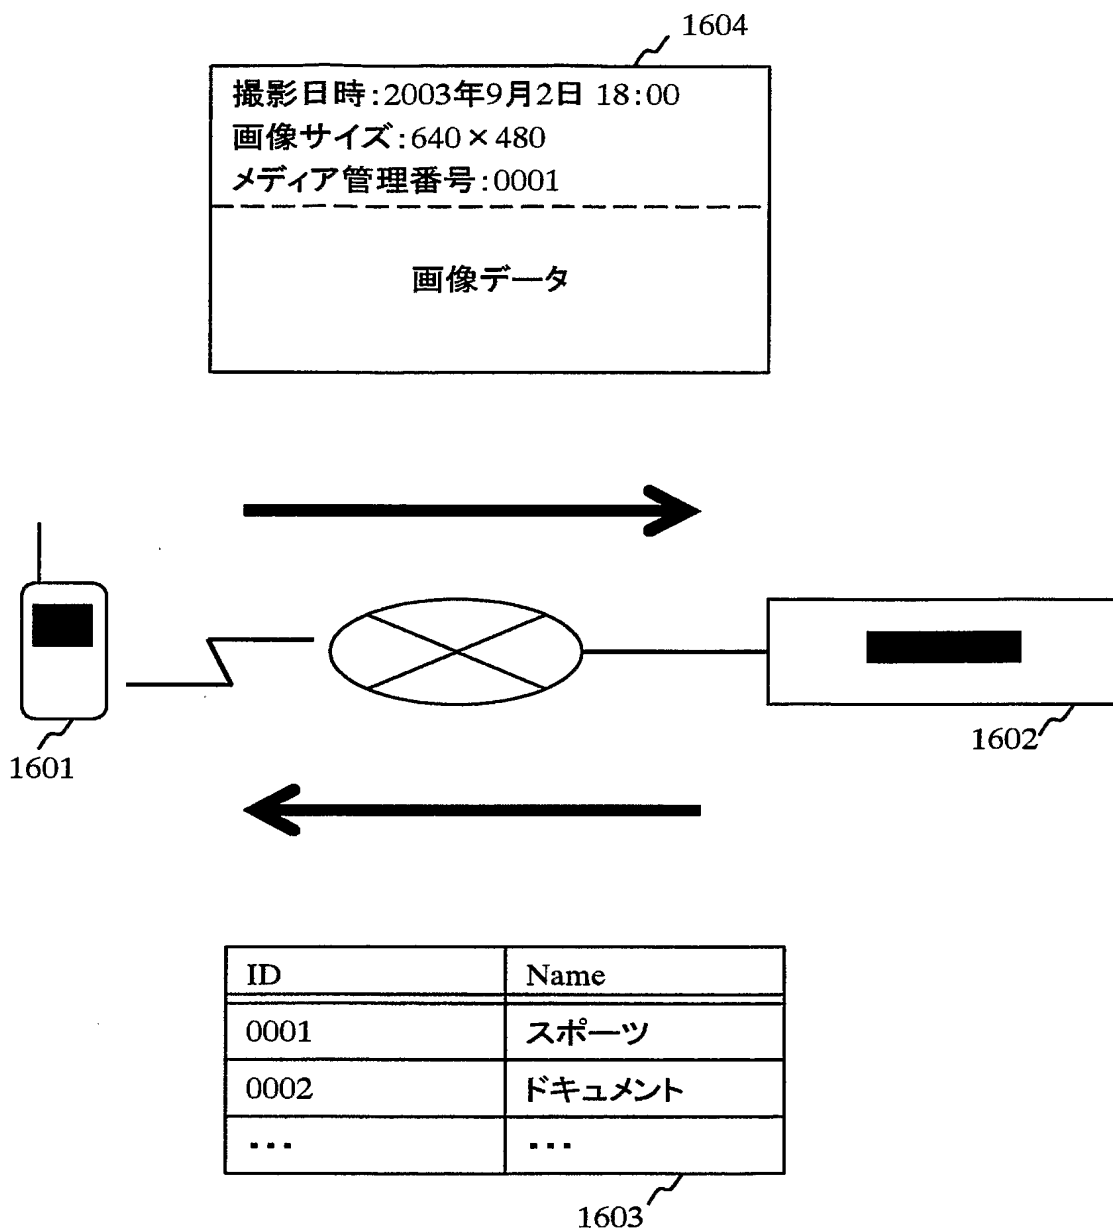 1604
撮影日時:2003年9月2日 18:00
画像サイズ:640×480
メディア管理番号:0001
画像データ
1601
1602
ID Name
0001 スポーツ
0002 ドキュメント
... ...
1603